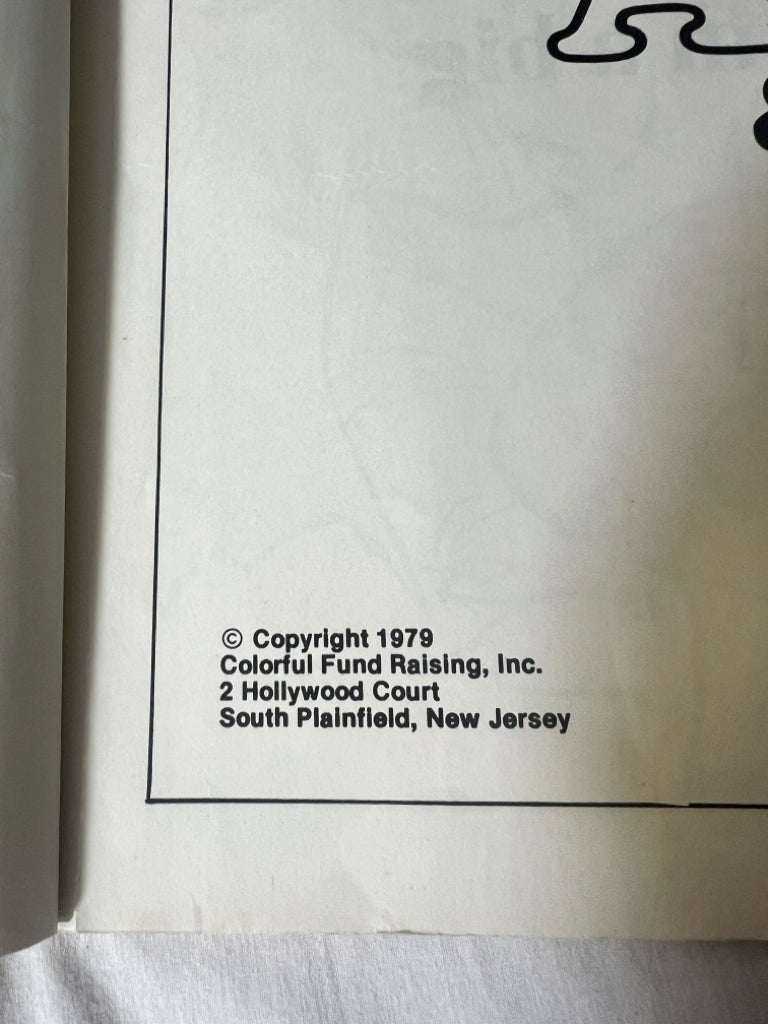 © Copyright 1979
Colorful Fund Raising, Inc.
2 Hollywood Court
South Plainfield, New Jersey